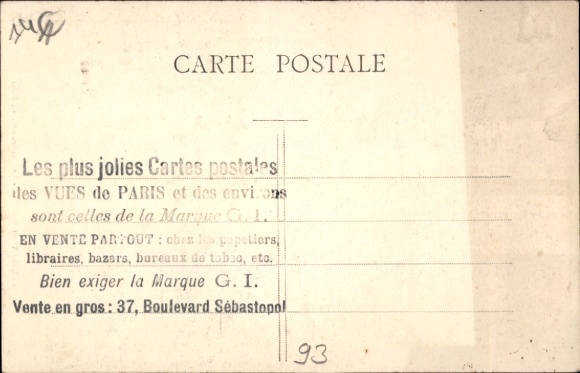 CARTE POSTALE
Les plus jolies Cartes postales
des VUES de PARIS et des environs
sont celles de la Marque G. I.
EN VENTE PARTOUT : chez les papetiers,
libraires, bazars, bureaux de tabac, etc.
Bien exiger la Marque G. I.
Vente en gros : 37, Boulevard Sébastopol
93